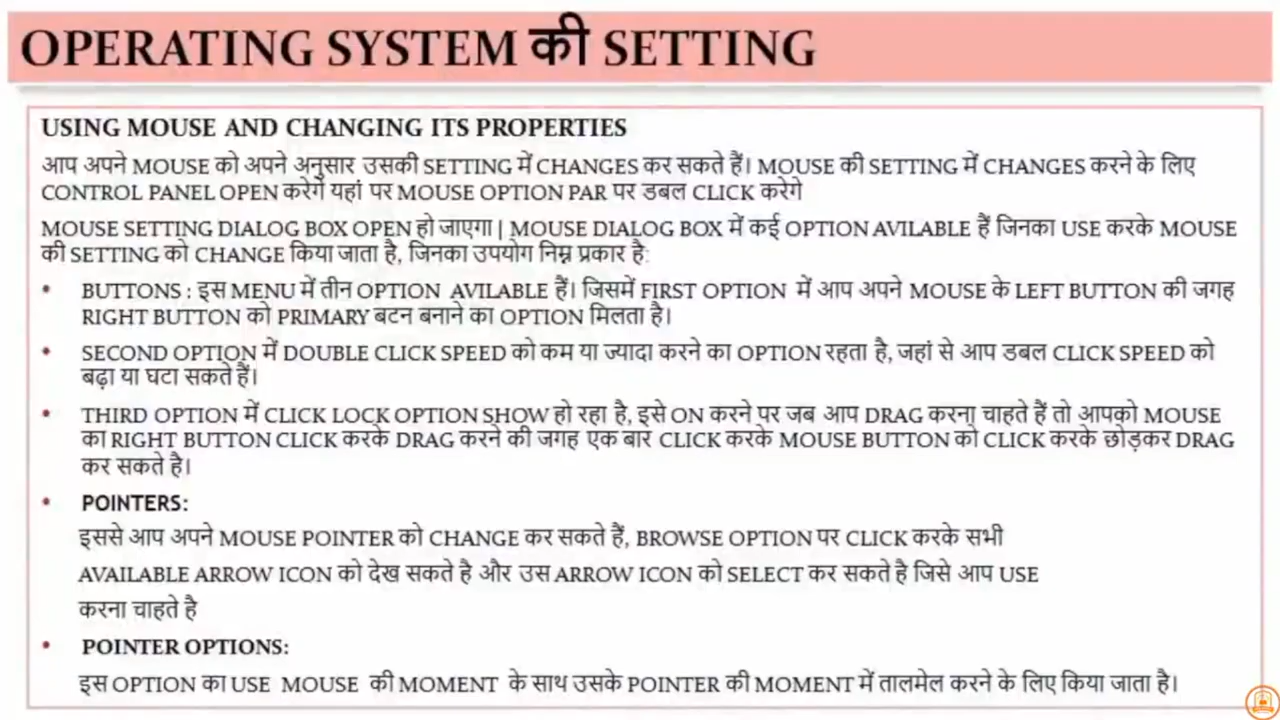 OPERATING SYSTEM की SETTING
USING MOUSE AND CHANGING ITS PROPERTIES
आप अपने MOUSE को अपने अनुसार उसकी SETTING में CHANGES कर सकते हैं। MOUSE की SETTING में CHANGES करने के लिए
CONTROL PANEL OPEN करेगें यहां पर MOUSE OPTION PAR पर डबल CLICK करेगे
MOUSE SETTING DIALOG BOX OPEN हो जाएगा | MOUSE DIALOG BOX में कई OPTION AVILABLE हैं जिनका USE करके MOUSE
की SETTING को CHANGE किया जाता है, जिनका उपयोग निम्न प्रकार है:
• BUTTONS : इस MENU में तीन OPTION AVILABLE हैं। जिसमें FIRST OPTION में आप अपने MOUSE के LEFT BUTTON की जगह
RIGHT BUTTON को PRIMARY बटन बनाने का OPTION मिलता है।
• SECOND OPTION में DOUBLE CLICK SPEED को कम या ज्यादा करने का OPTION रहता है, जहां से आप डबल CLICK SPEED को
बढ़ा या घटा सकते हैं।
• THIRD OPTION में CLICK LOCK OPTION SHOW हो रहा है, इसे ON करने पर जब आप DRAG करना चाहते हैं तो आपको MOUSE
का RIGHT BUTTON CLICK करके DRAG करने की जगह एक बार CLICK करके MOUSE BUTTON को CLICK करके छोड़कर DRAG
कर सकते है।
• POINTERS:
इससे आप अपने MOUSE POINTER को CHANGE कर सकते हैं, BROWSE OPTION पर CLICK करके सभी
AVAILABLE ARROW ICON को देख सकते है और उस ARROW ICON को SELECT कर सकते है जिसे आप USE
करना चाहते है
• POINTER OPTIONS:
इस OPTION का USE MOUSE की MOMENT के साथ उसके POINTER की MOMENT में तालमेल करने के लिए किया जाता है।